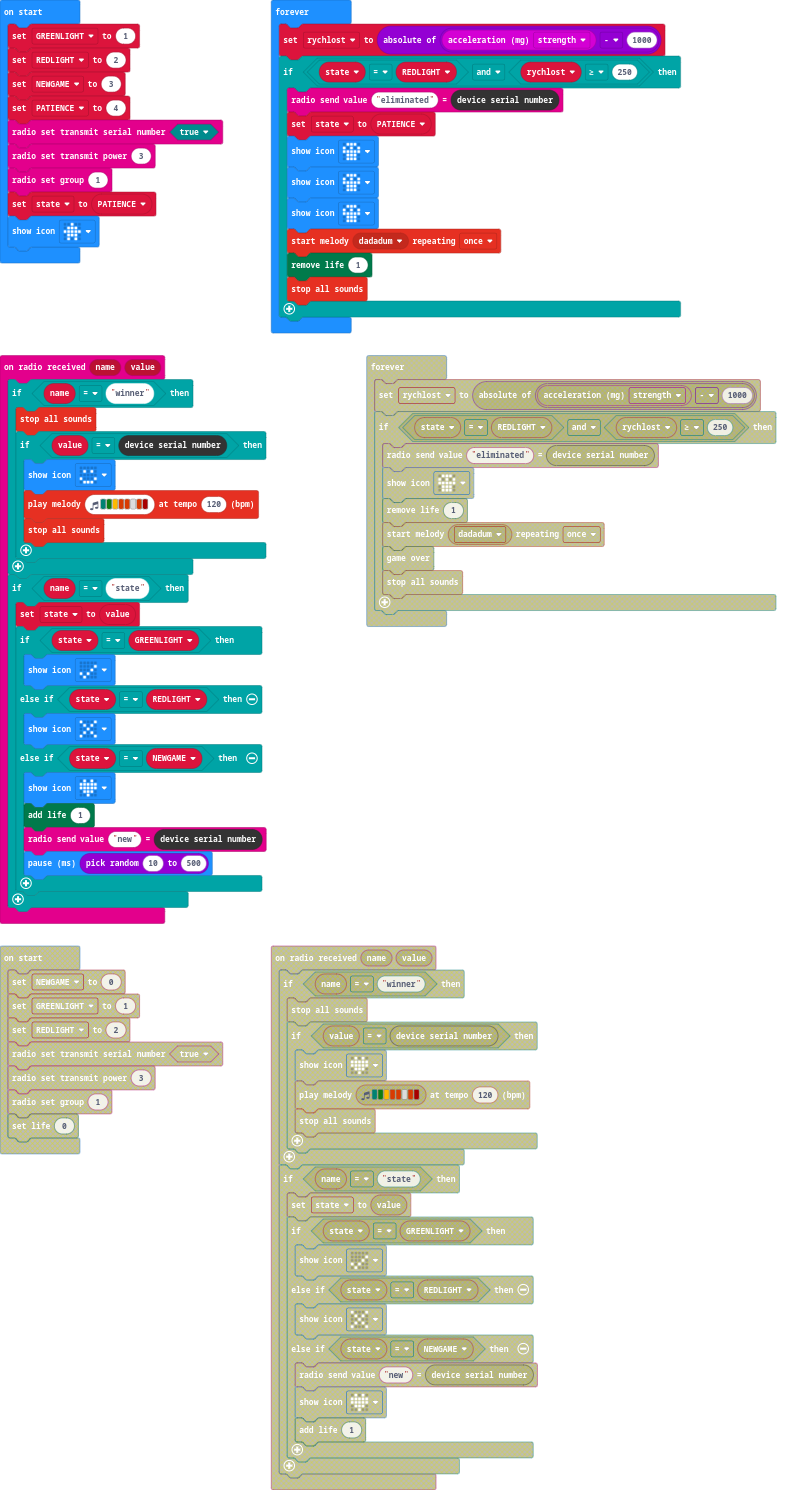 on start
set GREENLIGHT to 1
set REDLIGHT to 2
set NEWGAME to 3
set PATIENCE to 4
radio set transmit serial number true
radio set transmit power 3
radio set group 1
set state to PATIENCE
show icon
forever
set rychlost to absolute of acceleration (mg) strength - 1000
if state = REDLIGHT and rychlost ≥ 250 then
radio send value "eliminated" = device serial number
set state to PATIENCE
show icon
show icon
show icon
start melody dadadum repeating once
remove life 1
stop all sounds
on radio received name value
if name = "winner" then
stop all sounds
if value = device serial number then
show icon
play melody at tempo 120 (bpm)
stop all sounds
if name = "state" then
set state to value
if state = GREENLIGHT then
show icon
else if state = REDLIGHT then
show icon
else if state = NEWGAME then
show icon
add life 1
radio send value "new" = device serial number
pause (ms) pick random 10 to 500
forever
set rychlost to absolute of acceleration (mg) strength - 1000
if state = REDLIGHT and rychlost ≥ 250 then
radio send value "eliminated" = device serial number
show icon
remove life 1
start melody dadadum repeating once
game over
stop all sounds
on start
set NEWGAME to 0
set GREENLIGHT to 1
set REDLIGHT to 2
radio set transmit serial number true
radio set transmit power 3
radio set group 1
set life 0
on radio received name value
if name = "winner" then
stop all sounds
if value = device serial number then
show icon
play melody at tempo 120 (bpm)
stop all sounds
if name = "state" then
set state to value
if state = GREENLIGHT then
show icon
else if state = REDLIGHT then
show icon
else if state = NEWGAME then
radio send value "new" = device serial number
show icon
add life 1